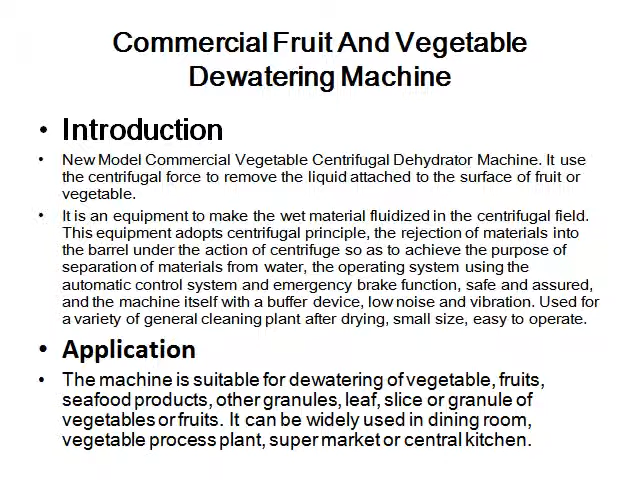 Commercial Fruit And Vegetable
Dewatering Machine
• Introduction
• New Model Commercial Vegetable Centrifugal Dehydrator Machine. It use
the centrifugal force to remove the liquid attached to the surface of fruit or
vegetable.
• It is an equipment to make the wet material fluidized in the centrifugal field.
This equipment adopts centrifugal principle, the rejection of materials into
the barrel under the action of centrifuge so as to achieve the purpose of
separation of materials from water, the operating system using the
automatic control system and emergency brake function, safe and assured,
and the machine itself with a buffer device, low noise and vibration. Used for
a variety of general cleaning plant after drying, small size, easy to operate.
• Application
• The machine is suitable for dewatering of vegetable, fruits,
seafood products, other granules, leaf, slice or granule of
vegetables or fruits. It can be widely used in dining room,
vegetable process plant, super market or central kitchen.